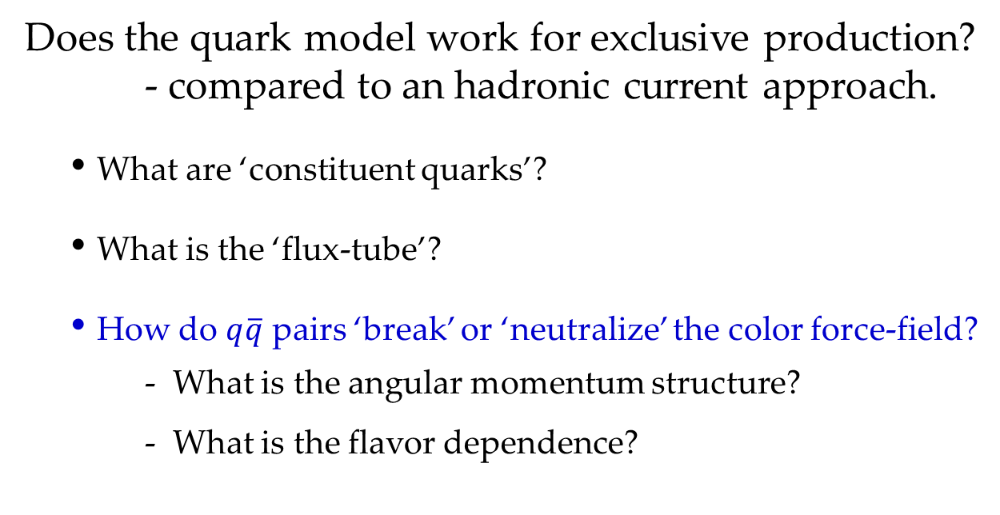 Does the quark model work for exclusive production?
- compared to an hadronic current approach.
• What are ‘constituent quarks’?
• What is the ‘flux-tube’?
• How do qq̄ pairs ‘break’ or ‘neutralize’ the color force-field?
- What is the angular momentum structure?
- What is the flavor dependence?